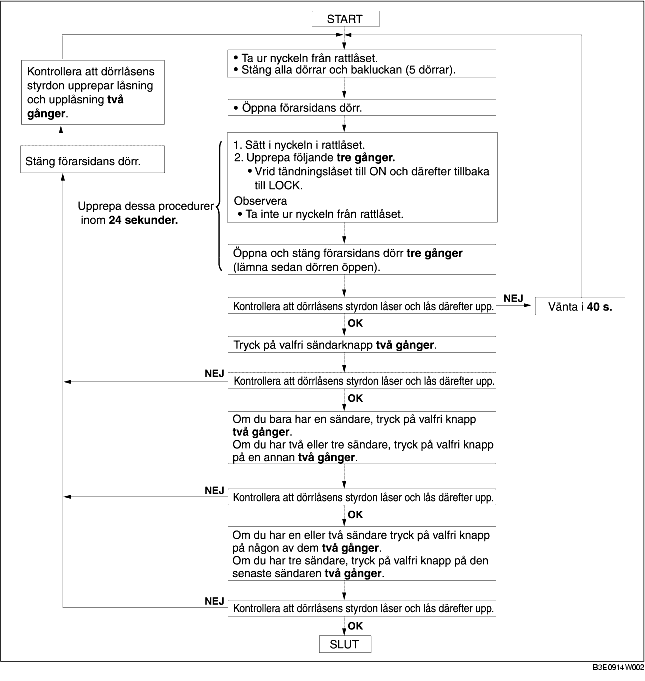 START
• Ta ur nyckeln från rattlåset.
• Stäng alla dörrar och bakluckan (5 dörrar).
Kontrollera att dörrlåsens
styrdon upprepar låsning
och upplåsning två
gånger.
• Öppna förarsidans dörr.
1. Sätt i nyckeln i rattlåset.
2. Upprepa följande tre gånger.
• Vrid tändningslåset till ON och därefter tillbaka
till LOCK.
Observera
• Ta inte ur nyckeln från rattlåset.
Stäng förarsidans dörr.
Upprepa dessa procedurer
inom 24 sekunder.
Öppna och stäng förarsidans dörr tre gånger
(lämna sedan dörren öppen).
Kontrollera att dörrlåsens styrdon låser och lås därefter upp.
NEJ
Vänta i 40 s.
OK
Tryck på valfri sändarknapp två gånger.
NEJ
Kontrollera att dörrlåsens styrdon låser och lås därefter upp.
OK
Om du bara har en sändare, tryck på valfri knapp
två gånger.
Om du har två eller tre sändare, tryck på valfri knapp
på en annan två gånger.
NEJ
Kontrollera att dörrlåsens styrdon låser och lås därefter upp.
OK
Om du har en eller två sändare tryck på valfri knapp
på någon av dem två gånger.
Om du har tre sändare, tryck på valfri knapp på den
senaste sändaren två gånger.
NEJ
Kontrollera att dörrlåsens styrdon låser och lås därefter upp.
OK
SLUT
B3E0914W002